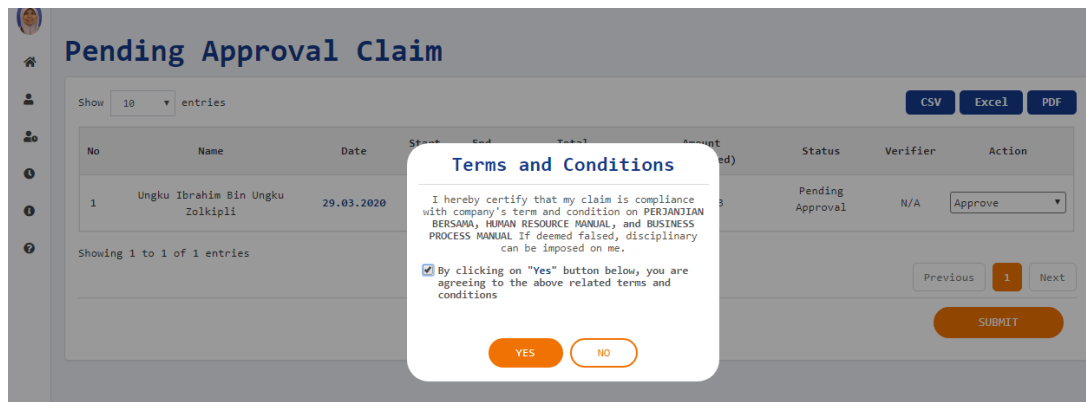 Pending Approval Claim
Show 10 entries
CSV Excel PDF
No Name Date Start End Total Amount Status Verifier Action
Terms and Conditions
I hereby certify that my claim is compliance
with company's term and condition on PERJANJIAN
BERSAMA, HUMAN RESOURCE MANUAL, and BUSINESS
PROCESS MANUAL If deemed falsed, disciplinary
can be imposed on me.
By clicking on "Yes" button below, you are
agreeing to the above related terms and
conditions
YES NO
1 Ungku Ibrahim Bin Ungku
Zolkipli
29.03.2020
Pending
Approval
N/A Approve
Showing 1 to 1 of 1 entries
Previous 1 Next
SUBMIT